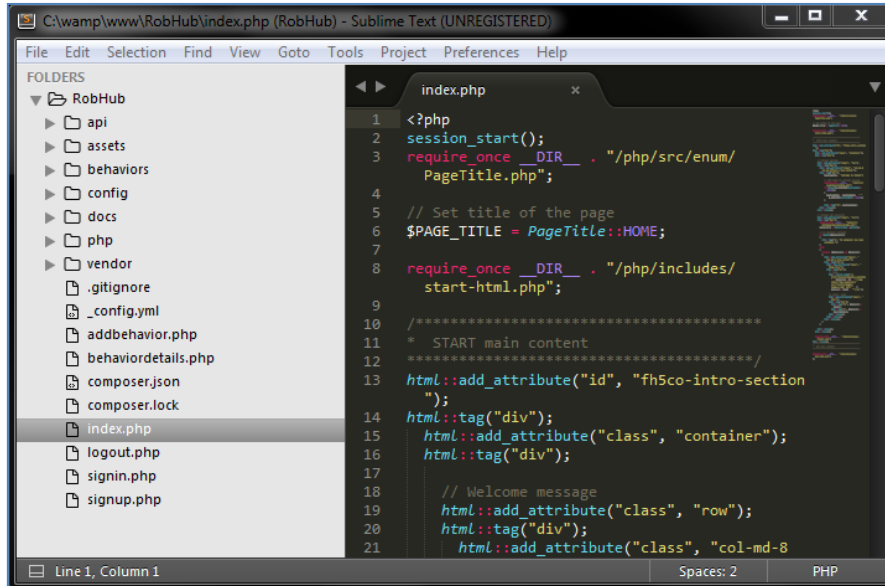 C:\wamp\www\RobHub\index.php (RobHub) - Sublime Text (UNREGISTERED)
File Edit Selection Find View Goto Tools Project Preferences Help
FOLDERS
RobHub
api
assets
behaviors
config
docs
php
vendor
.gitignore
_config.yml
addbehavior.php
behaviordetails.php
composer.json
composer.lock
index.php
logout.php
signin.php
signup.php
index.php ×
1 <?php
2 session_start();
3 require_once __DIR__ . "/php/src/enum/
PageTitle.php";
4
5 // Set title of the page
6 $PAGE_TITLE = PageTitle::HOME;
7
8 require_once __DIR__ . "/php/includes/
start-html.php";
9
10 /****************************************
11 * START main content
12 ****************************************/
13 html::add_attribute("id", "fh5co-intro-section
");
14 html::tag("div");
15 html::add_attribute("class", "container");
16 html::tag("div");
17
18 // Welcome message
19 html::add_attribute("class", "row");
20 html::tag("div");
21 html::add_attribute("class", "col-md-8
Line 1, Column 1 Spaces: 2 PHP